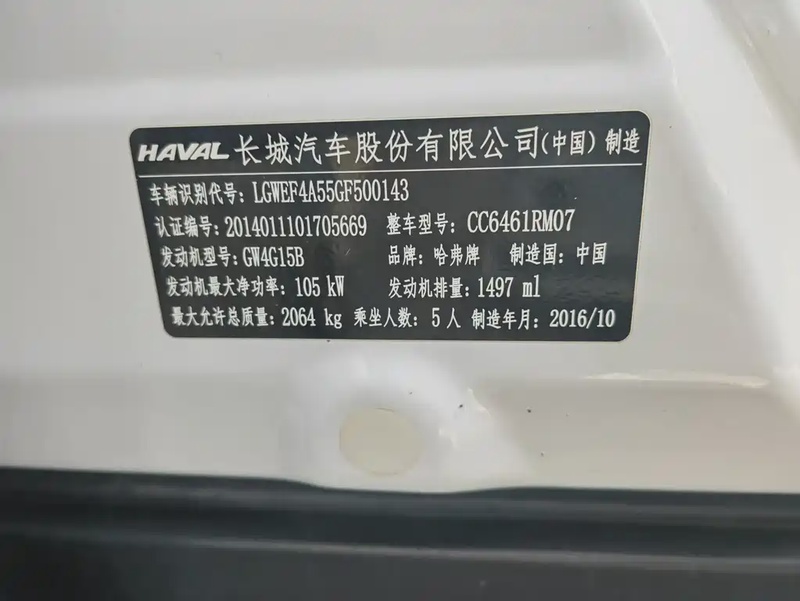 HAVAL 长城汽车股份有限公司(中国) 制造
车辆识别代号: LGWEF4A55GF500143
认证编号: 2014011101705669 整车型号: CC6461RM07
发动机型号: GW4G15B 品牌: 哈弗牌 制造国: 中国
发动机最大净功率: 105 kW 发动机排量: 1497 ml
最大允许总质量: 2064 kg 乘坐人数: 5 人 制造年月: 2016/10